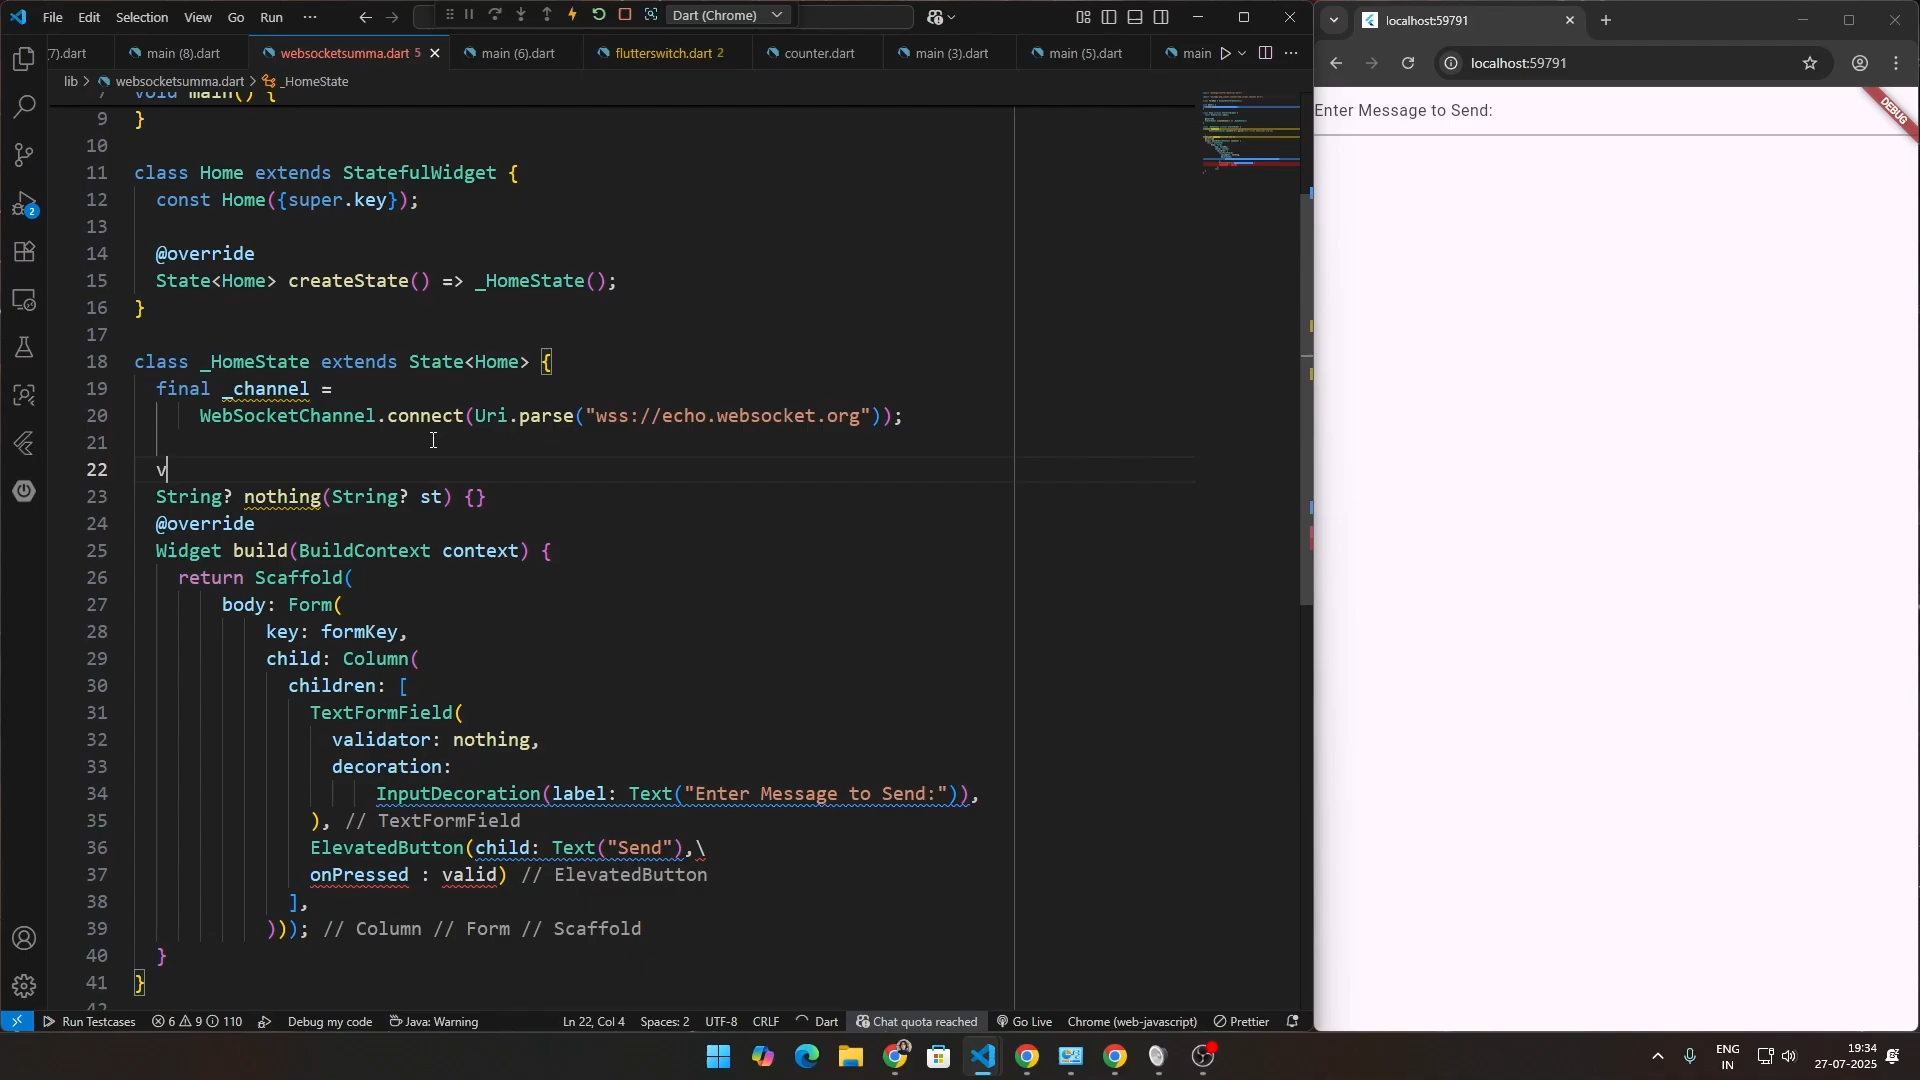 File Edit Selection View Go Run ···
Dart (Chrome)
7).dart main (8).dart websocketsumma.dart 5 main (6).dart flutterswitch.dart 2 counter.dart main (3).dart main (5).dart main
lib > websocketsumma.dart > _HomeState
7 void main() {
9 }
10
11 class Home extends StatefulWidget {
12 const Home({super.key});
13
14 @override
15 State<Home> createState() => _HomeState();
16 }
17
18 class _HomeState extends State<Home> {
19 final _channel =
20 WebSocketChannel.connect(Uri.parse("wss://echo.websocket.org"));
21
22 v
23 String? nothing(String? st) {}
24 @override
25 Widget build(BuildContext context) {
26 return Scaffold(
27 body: Form(
28 key: formKey,
29 child: Column(
30 children: [
31 TextFormField(
32 validator: nothing,
33 decoration:
34 InputDecoration(label: Text("Enter Message to Send:")),
35 ), // TextFormField
36 ElevatedButton(child: Text("Send"),\
37 onPressed : valid) // ElevatedButton
38 ],
39 ))); // Column // Form // Scaffold
40 }
41 }
42
2
Run Testcases 6 9 110 Debug my code Java: Warning Ln 22, Col 4 Spaces: 2 UTF-8 CRLF Dart Chat quota reached Go Live Chrome (web-javascript) Prettier
localhost:59791
localhost:59791
Enter Message to Send:
DEBUG
ENG
IN
19:34
27-07-2025